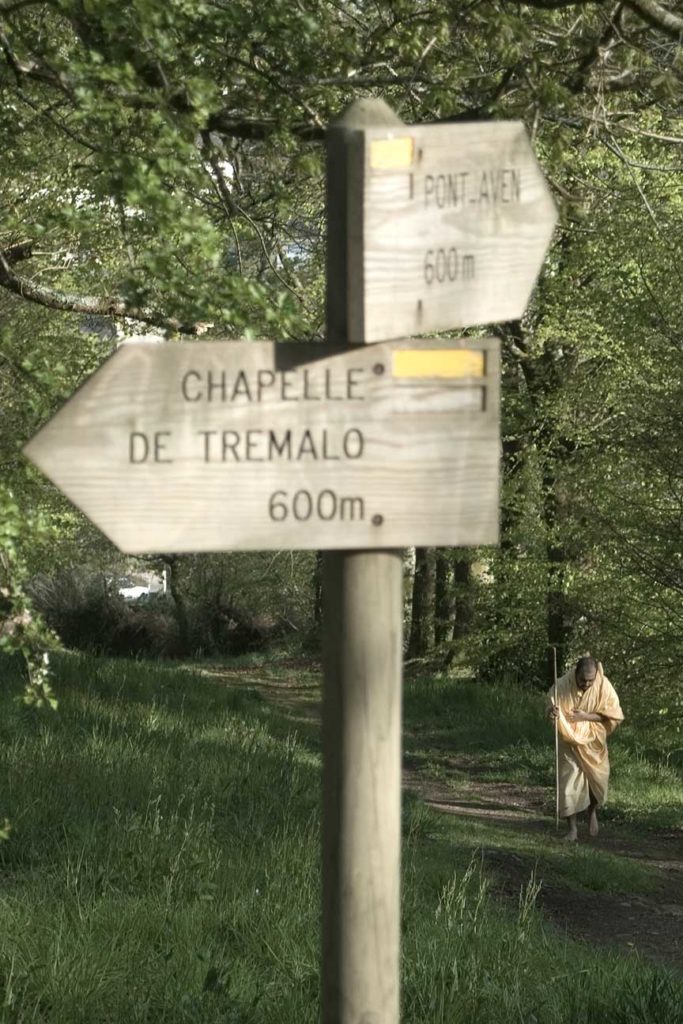 PONT-AVEN
600m
CHAPELLE
DE TREMALO
600m